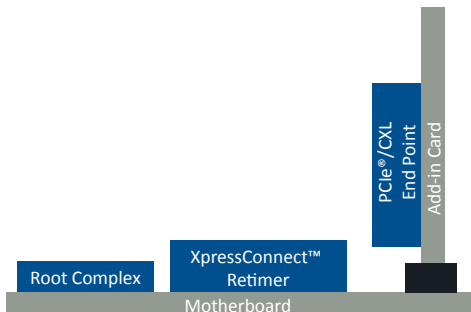 PCIe®/CXL
End Point
Add-in Card
XpressConnect™
Retimer
Root Complex
Motherboard